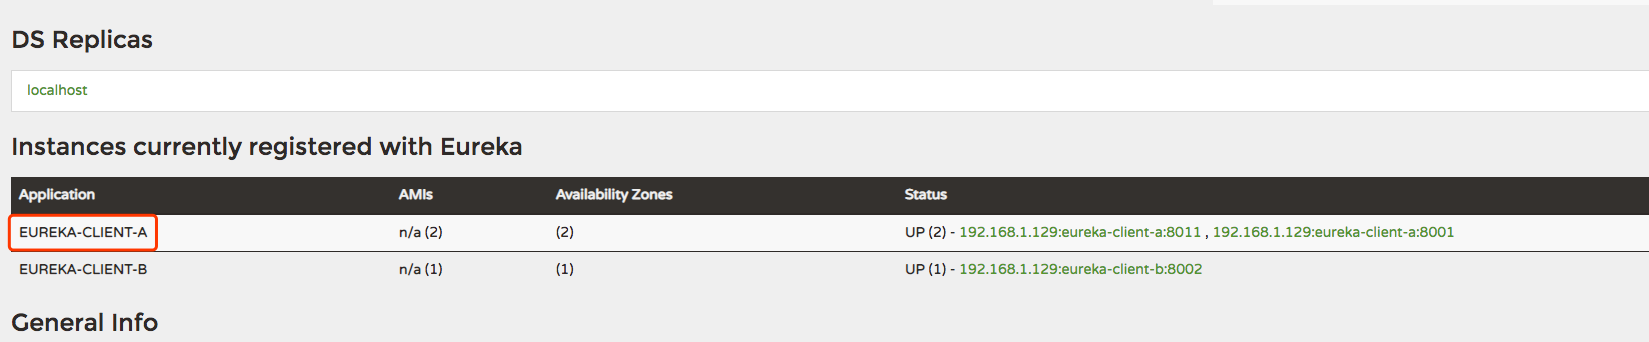 DS Replicas
localhost
Instances currently registered with Eureka
Application AMIs Availability Zones Status
EUREKA-CLIENT-A n/a (2) (2) UP (2) - 192.168.1.129:eureka-client-a:8011 , 192.168.1.129:eureka-client-a:8001
EUREKA-CLIENT-B n/a (1) (1) UP (1) - 192.168.1.129:eureka-client-b:8002
General Info